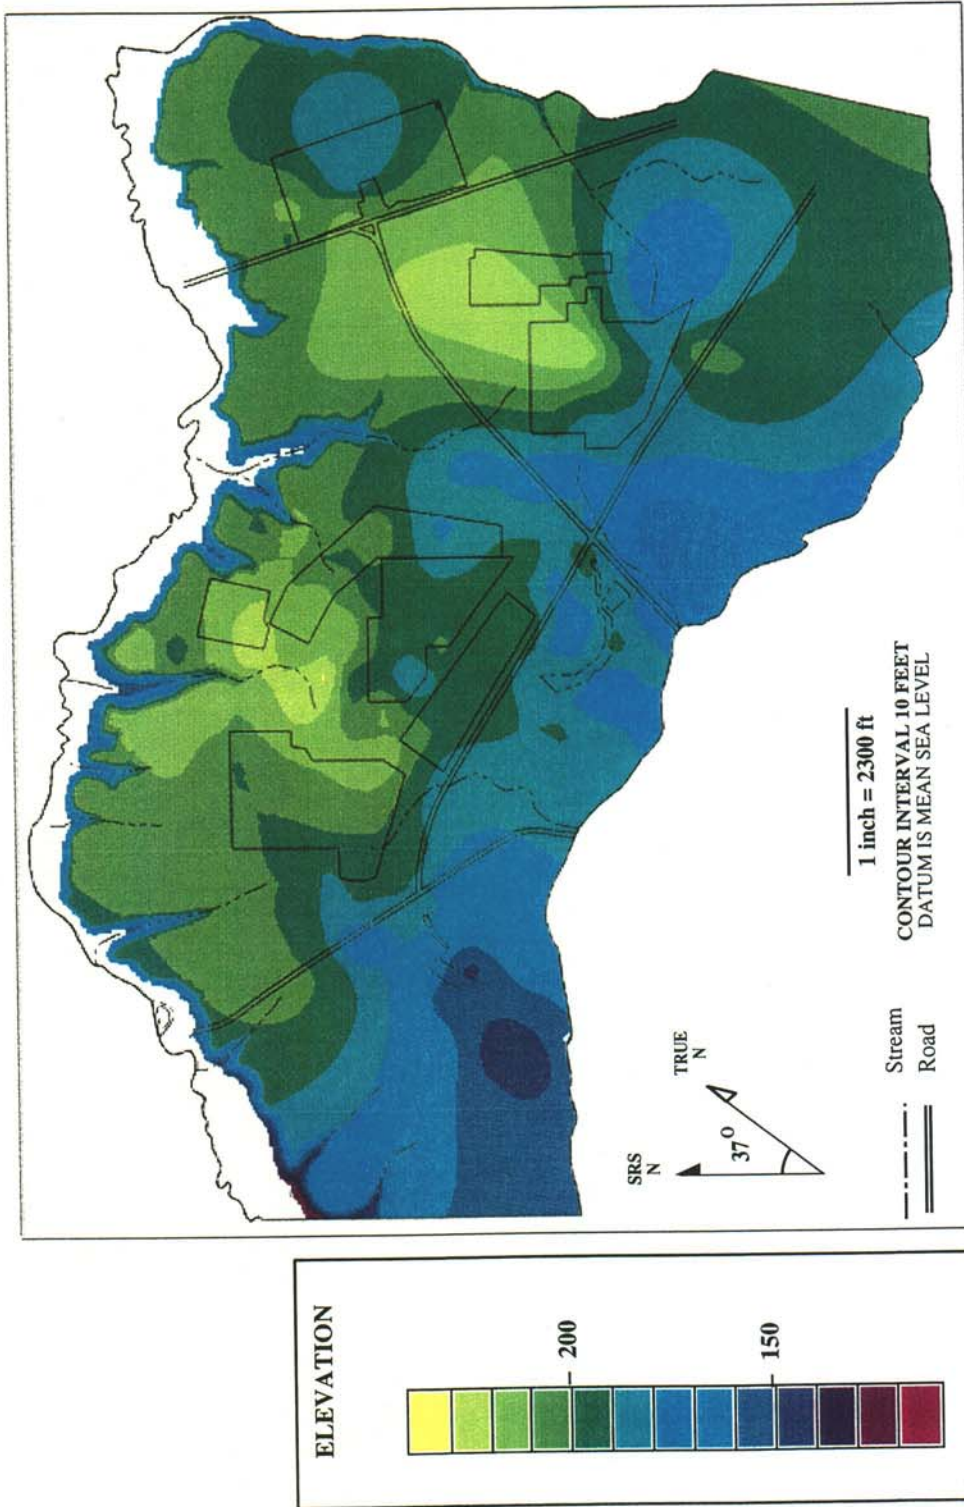 ELEVATION
200
150
SRS
N
TRUE
N
37°
Stream
Road
1 inch = 2300 ft
CONTOUR INTERVAL 10 FEET
DATUM IS MEAN SEA LEVEL